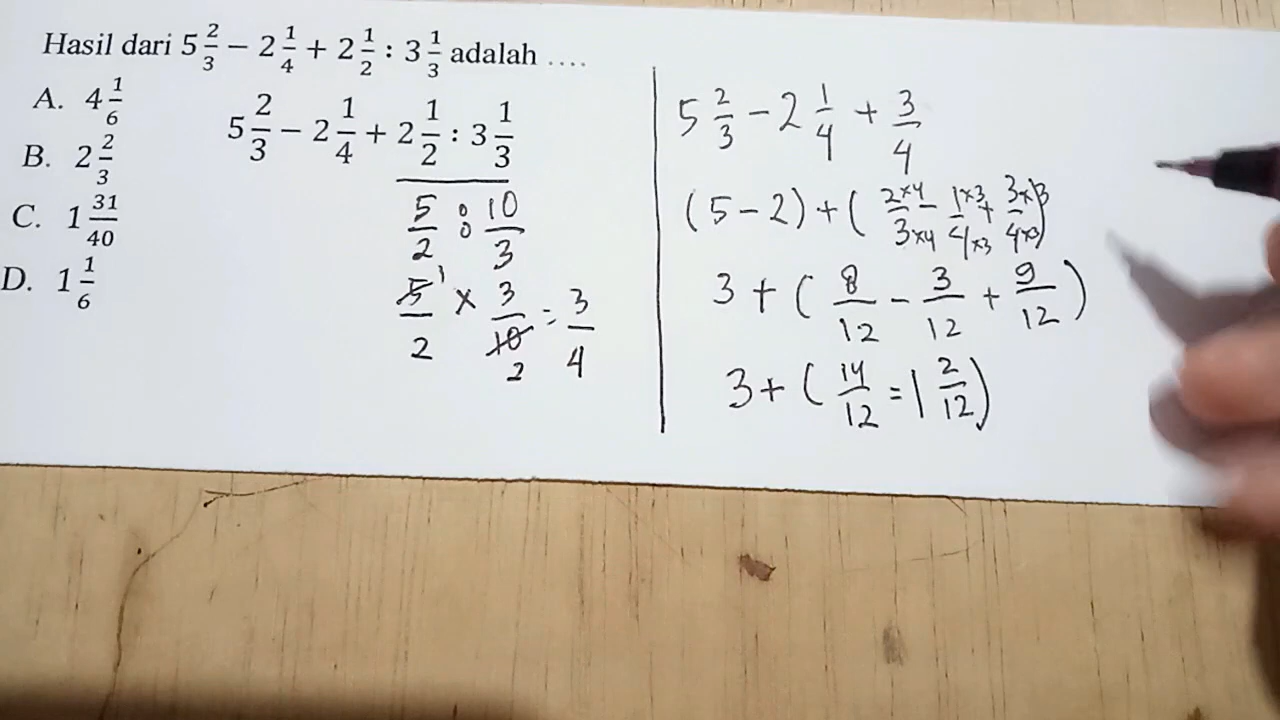 Hasil dari 5 2/3 − 2 1/4 + 2 1/2 : 3 1/3 adalah ....
A. 4 1/6
B. 2 2/3
C. 1 31/40
D. 1 1/6
5 2/3 − 2 1/4 + 2 1/2 : 3 1/3
5/2 : 10/3
5/2 1 × 3/10 2 = 3/4
5 2/3 − 2 1/4 + 3/4
(5 − 2) + ( 2×4/3×4 − 1×3/4×3 + 3×3/4×3 )
3 + ( 8/12 − 3/12 + 9/12 )
3 + ( 14/12 = 1 2/12 )